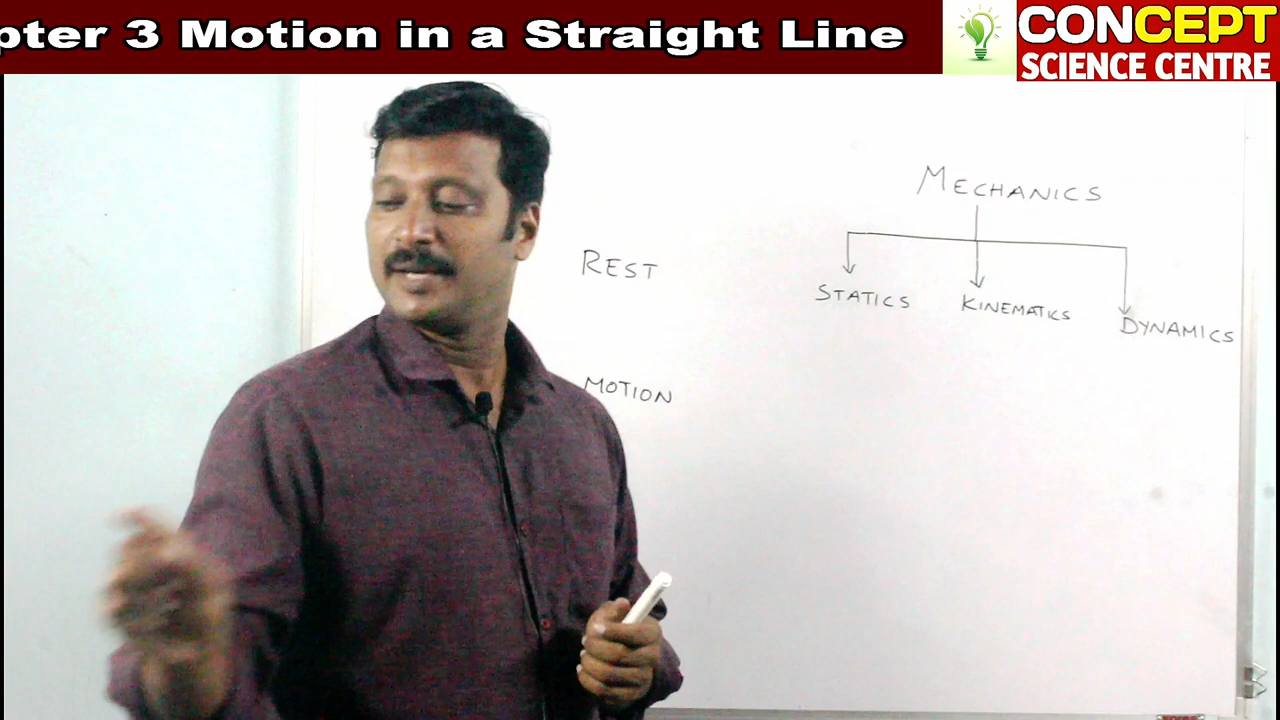 pter 3 Motion in a Straight Line
CONCEPT
SCIENCE CENTRE
MECHANICS
REST
STATICS KINEMATICS DYNAMICS
MOTION